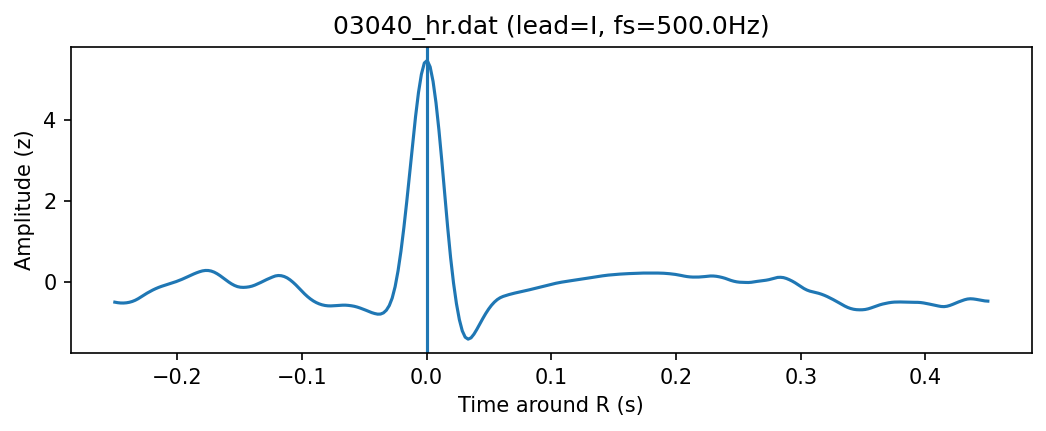 03040_hr.dat (lead=I, fs=500.0Hz)
Amplitude (z)
4
2
0
−0.2 −0.1 0.0 0.1 0.2 0.3 0.4
Time around R (s)